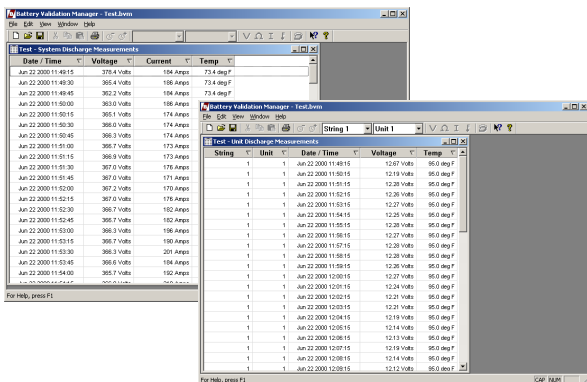 Battery Validation Manager - Test.bvm
File Edit View Window Help
Test - System Discharge Measurements
Date / Time Voltage Current Temp
Jun 22 2000 11:49:15 378.4 Volts 184 Amps 73.4 deg F
Jun 22 2000 11:49:30 365.4 Volts 186 Amps 73.4 deg F
Jun 22 2000 11:49:45 362.2 Volts 184 Amps 73.4 deg F
Jun 22 2000 11:50:00 363.0 Volts 186 Amps
Jun 22 2000 11:50:15 365.1 Volts 174 Amps
Jun 22 2000 11:50:30 366.0 Volts 174 Amps
Jun 22 2000 11:50:45 366.3 Volts 174 Amps
Jun 22 2000 11:51:00 366.7 Volts 173 Amps
Jun 22 2000 11:51:15 366.9 Volts 173 Amps
Jun 22 2000 11:51:30 367.0 Volts 176 Amps
Jun 22 2000 11:51:45 367.0 Volts 171 Amps
Jun 22 2000 11:52:00 367.2 Volts 170 Amps
Jun 22 2000 11:52:15 367.0 Volts 176 Amps
Jun 22 2000 11:52:30 366.7 Volts 182 Amps
Jun 22 2000 11:52:45 366.7 Volts 182 Amps
Jun 22 2000 11:53:00 366.3 Volts 196 Amps
Jun 22 2000 11:53:15 366.7 Volts 190 Amps
Jun 22 2000 11:53:30 366.3 Volts 201 Amps
Jun 22 2000 11:53:45 366.6 Volts 184 Amps
Jun 22 2000 11:54:00 365.7 Volts 192 Amps
For Help, press F1
Battery Validation Manager - Test.bvm
File Edit View Window Help
String 1 Unit 1 V Ω I
Test - Unit Discharge Measurements
String Unit Date / Time Voltage Temp
1 1 Jun 22 2000 11:49:15 12.67 Volts 95.0 deg F
1 1 Jun 22 2000 11:50:15 12.19 Volts 95.0 deg F
1 1 Jun 22 2000 11:51:15 12.26 Volts 95.0 deg F
1 1 Jun 22 2000 11:52:15 12.26 Volts 95.0 deg F
1 1 Jun 22 2000 11:53:15 12.27 Volts 95.0 deg F
1 1 Jun 22 2000 11:54:15 12.25 Volts 95.0 deg F
1 1 Jun 22 2000 11:55:15 12.28 Volts 95.0 deg F
1 1 Jun 22 2000 11:56:15 12.27 Volts 95.0 deg F
1 1 Jun 22 2000 11:57:15 12.28 Volts 95.0 deg F
1 1 Jun 22 2000 11:58:15 12.26 Volts 95.0 deg F
1 1 Jun 22 2000 11:59:15 12.26 Volts 95.0 deg F
1 1 Jun 22 2000 12:00:15 12.27 Volts 95.0 deg F
1 1 Jun 22 2000 12:01:15 12.24 Volts 95.0 deg F
1 1 Jun 22 2000 12:02:15 12.21 Volts 95.0 deg F
1 1 Jun 22 2000 12:03:15 12.21 Volts 95.0 deg F
1 1 Jun 22 2000 12:04:15 12.19 Volts 95.0 deg F
1 1 Jun 22 2000 12:05:15 12.14 Volts 95.0 deg F
1 1 Jun 22 2000 12:06:15 12.13 Volts 95.0 deg F
1 1 Jun 22 2000 12:07:15 12.19 Volts 95.0 deg F
1 1 Jun 22 2000 12:08:15 12.14 Volts 95.0 deg F
1 1 Jun 22 2000 12:09:15 12.12 Volts 95.0 deg F
For Help, press F1 CAP NUM